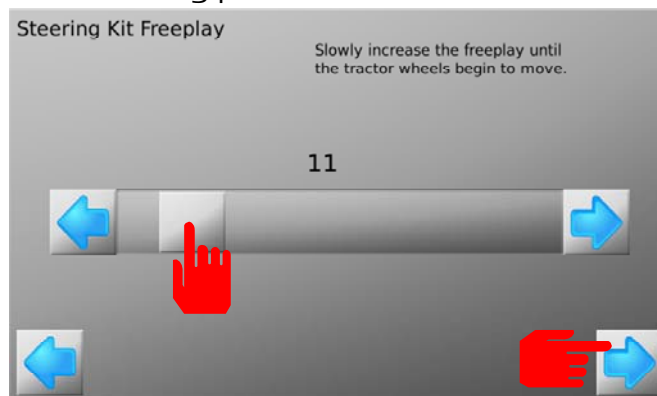 Steering Kit Freeplay
Slowly increase the freeplay until
the tractor wheels begin to move.
11